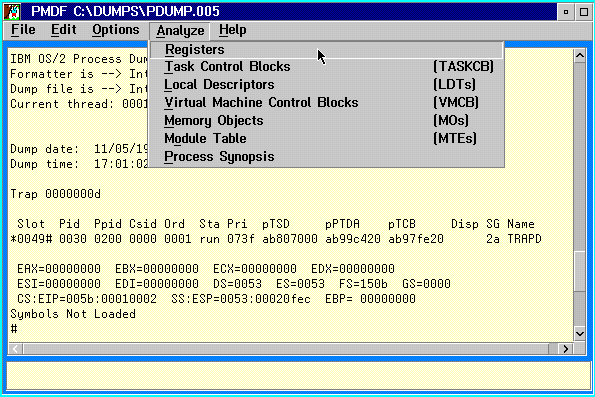 PMDF C:\DUMPS\PDUMP.005
File Edit Options Analyze Help
Registers
Task Control Blocks (TASKCB)
Local Descriptors (LDTs)
Virtual Machine Control Blocks (VMCB)
Memory Objects (MOs)
Module Table (MTEs)
Process Synopsis
IBM OS/2 Process Dum
Formatter is --> Int
Dump file is --> Int
Current thread: 0001
Dump date: 11/05/19
Dump time: 17:01:02
Trap 0000000d
Slot Pid Ppid Csid Ord Sta Pri pTSD pPTDA pTCB Disp SG Name
*0049# 0030 0200 0000 0001 run 073f ab807000 ab99c420 ab97fe20 2a TRAPD
EAX=00000000 EBX=00000000 ECX=00000000 EDX=00000000
ESI=00000000 EDI=00000000 DS=0053 ES=0053 FS=150b GS=0000
CS:EIP=005b:00010002 SS:ESP=0053:00020fec EBP= 00000000
Symbols Not Loaded
#